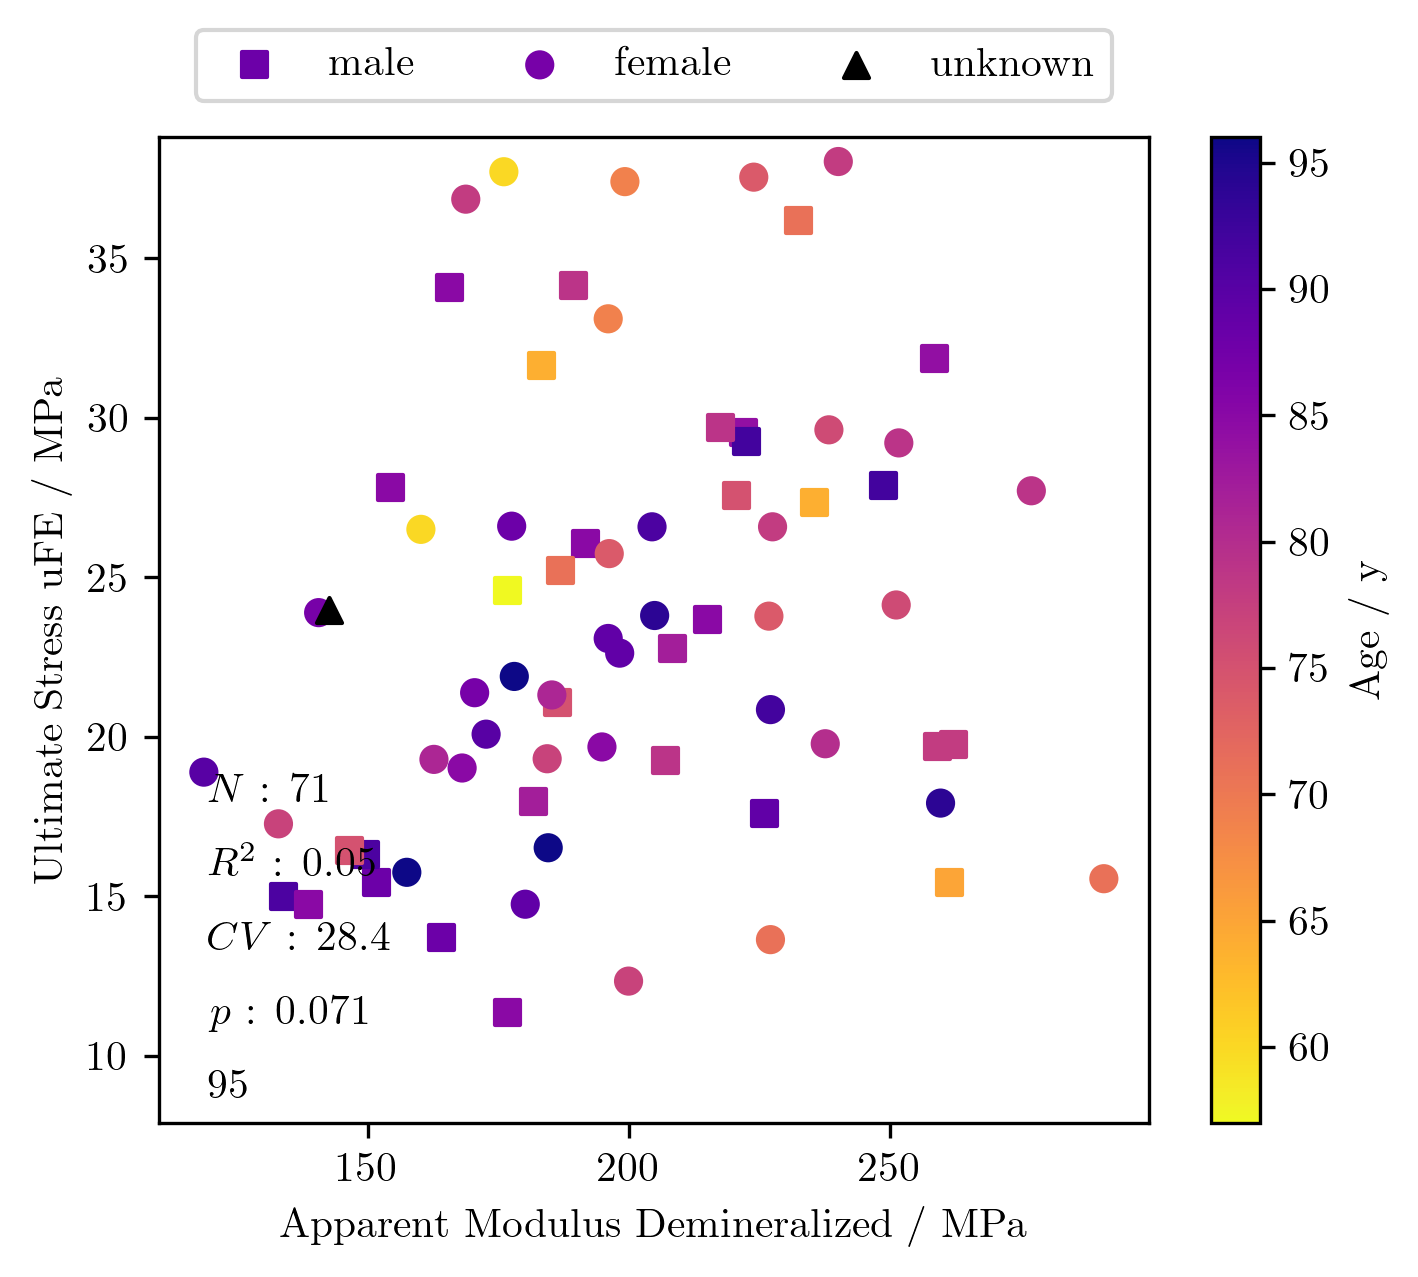 male female unknown
35
30
25
20
15
10
Ultimate Stress uFE / MPa
N : 71
R² : 0.05
CV : 28.4
p : 0.071
95
150 200 250
Apparent Modulus Demineralized / MPa
95
90
85
80
75
70
65
60
Age / y